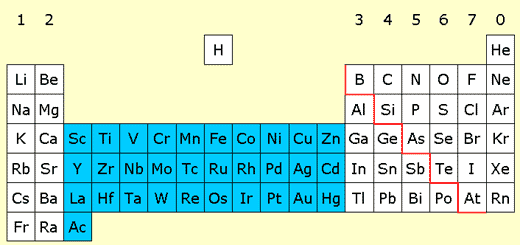 1 2 3 4 5 6 7 0
H He
Li Be B C N O F Ne
Na Mg Al Si P S Cl Ar
K Ca Sc Ti V Cr Mn Fe Co Ni Cu Zn Ga Ge As Se Br Kr
Rb Sr Y Zr Nb Mo Tc Ru Rh Pd Ag Cd In Sn Sb Te I Xe
Cs Ba La Hf Ta W Re Os Ir Pt Au Hg Tl Pb Bi Po At Rn
Fr Ra Ac